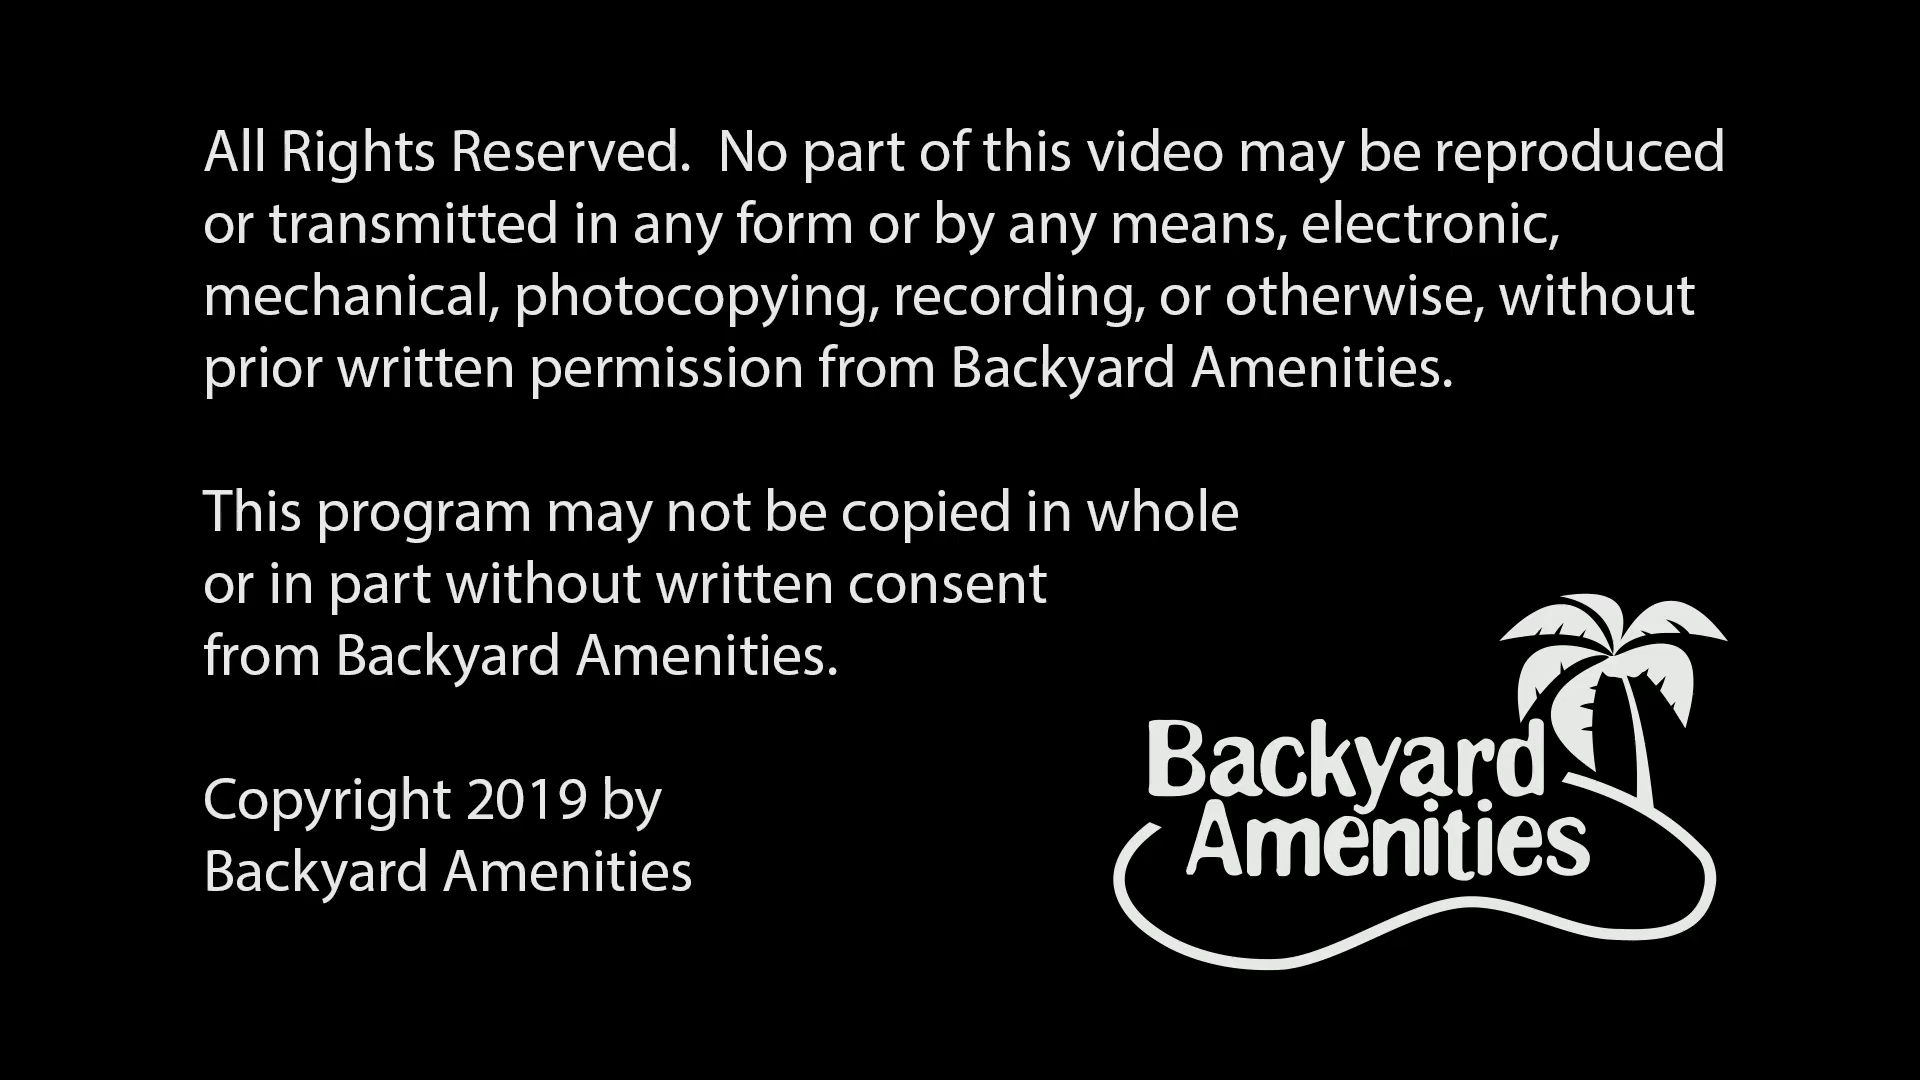 All Rights Reserved.  No part of this video may be reproduced
or transmitted in any form or by any means, electronic,
mechanical, photocopying, recording, or otherwise, without
prior written permission from Backyard Amenities.
This program may not be copied in whole
or in part without written consent
from Backyard Amenities.
Copyright 2019 by
Backyard Amenities
Backyard
Amenities